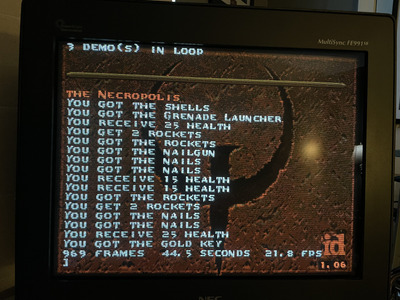 MultiSync FE991SB
3 DEMO(S) IN LOOP
THE NECROPOLIS
YOU GOT THE SHELLS
YOU GOT THE GRENADE LAUNCHER
YOU RECEIVE 25 HEALTH
YOU GET 2 ROCKETS
YOU GOT THE ROCKETS
YOU GOT THE NAILGUN
YOU GOT THE NAILS
YOU GOT THE NAILS
YOU RECEIVE 15 HEALTH
YOU RECEIVE 15 HEALTH
YOU GOT THE ROCKETS
YOU GET 2 ROCKETS
YOU GOT THE NAILS
YOU GOT THE NAILS
YOU RECEIVE 25 HEALTH
YOU GOT THE GOLD KEY
969 FRAMES 44.5 SECONDS 21.8 FPS
]
id
1.06
NEC